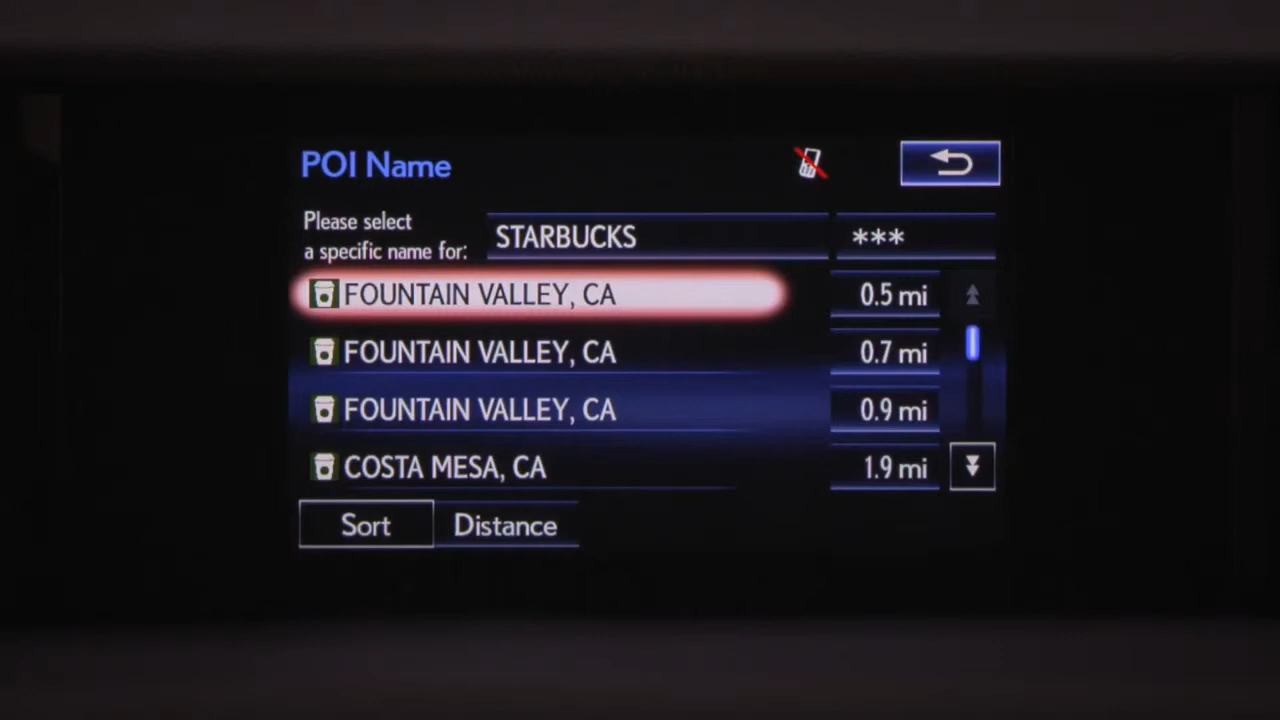 POI Name
Please select
a specific name for: STARBUCKS ***
FOUNTAIN VALLEY, CA 0.5 mi
FOUNTAIN VALLEY, CA 0.7 mi
FOUNTAIN VALLEY, CA 0.9 mi
COSTA MESA, CA 1.9 mi
Sort Distance